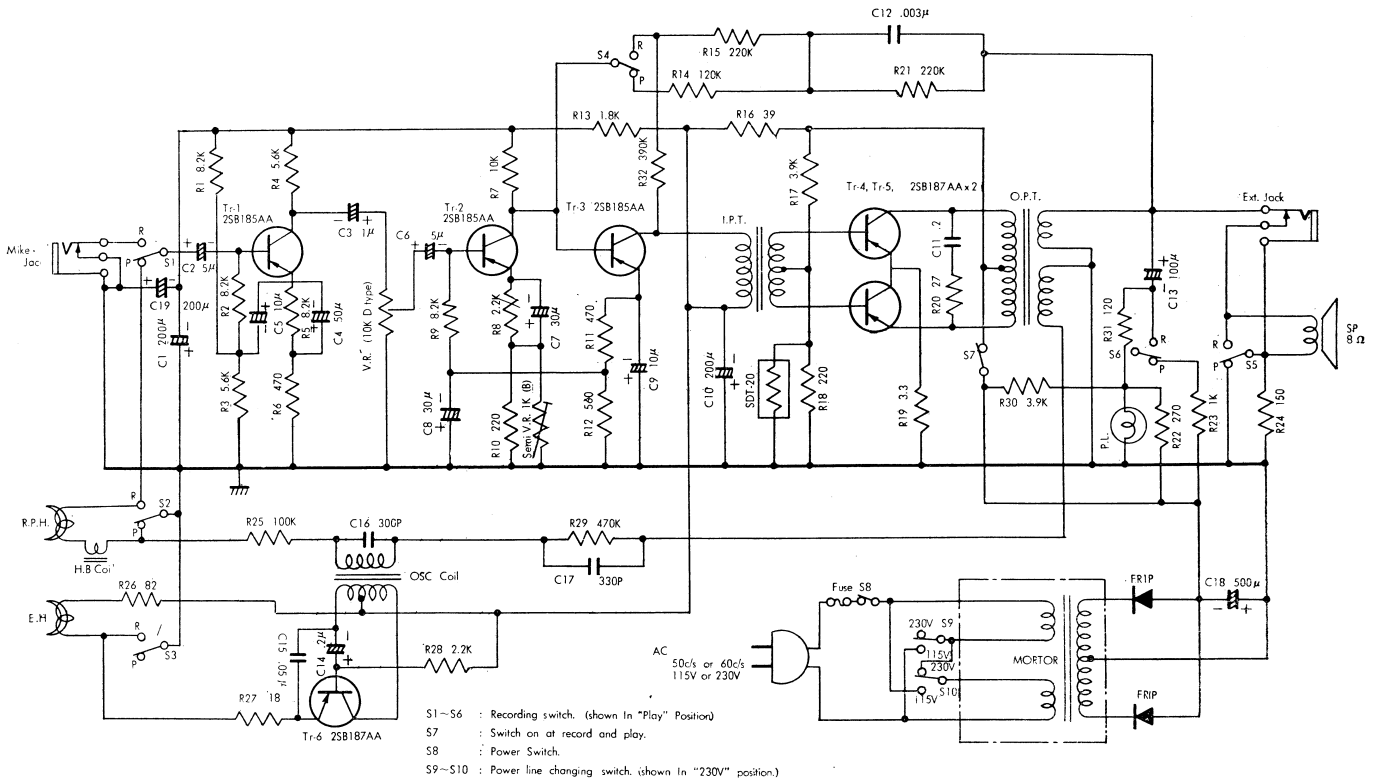 C12 .003µ
R
S4
P
R15 220K
R14 120K
R21 220K
R13 1.8K
R16 39
R1 8.2K
R4 5.6K
R7 10K
R32 390K
R17 3.9K
Tr-4, Tr-5, 2SB187AA×2
O.P.T.
Tr-1
2SB185AA
Tr-2
2SB185AA
Tr-3 2SB185AA
I.P.T.
Ext. Jack
Mike
Jac
R
P
S1
C2 5µ
C3 1µ
C6 5µ
C11 .2
R20 27
C13 100µ
C19
200µ
R2 8.2K
C5 10µ
R5 8.2K
C4 50µ
V.R. (10K D type)
R9 8.2K
R8 2.2K
C7 30µ
R11 470
C9 10µ
C10 200µ
SDT-20
R18 220
R19 3.3
S7
R30 3.9K
R31 120
R
S6
P
R
P
S5
SP
8 Ω
C1 200µ
R3 5.6K
R6 470
C8 30µ
R10 220
Semi V.R. 1K (B)
R12 560
P.L.
R22 270
R23 1K
R24 150
R.P.H.
R
S2
P
R25 100K
C16 300P
R29 470K
C17 330P
H.B Coi
OSC Coil
R26 82
E.H
R
P
S3
C15 .05µ
C14 .2µ
R28 2.2K
R27 18
Tr-6 2SB187AA
Fuse S8
AC
50c/s or 60c/s
115V or 230V
230V S9
115V
230V
S10
115V
MORTOR
FR1P
C18 500µ
FR1P
S1~S6 : Recording switch. (shown In "Play" Position)
S7 : Switch on at record and play.
S8 : Power Switch.
S9~S10 : Power line changing switch. (shown In "230V" position.)